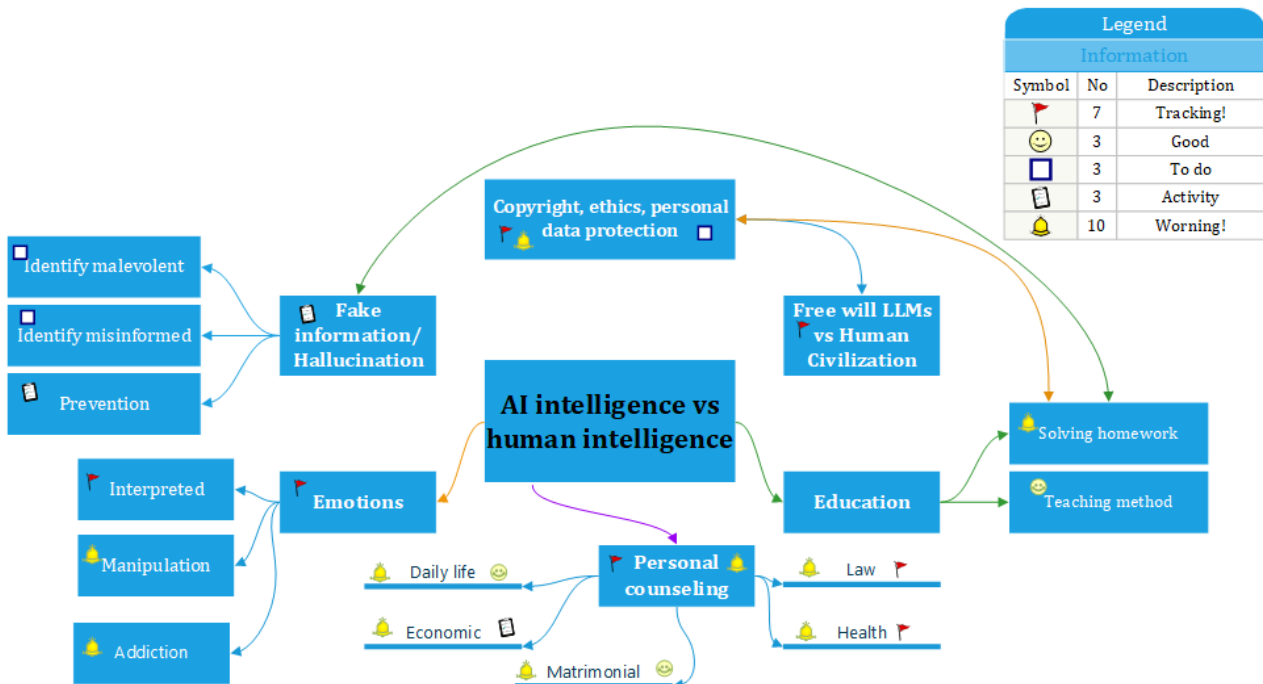 Legend
Information
Symbol No Description
7 Tracking!
3 Good
3 To do
3 Activity
10 Worning!
Copyright, ethics, personal
data protection
Identify malevolent
Identify misinformed
Prevention
Fake
information/
Hallucination
Free will LLMs
vs Human
Civilization
AI intelligence vs
human intelligence
Solving homework
Teaching method
Interpreted
Manipulation
Addiction
Emotions
Education
Personal
counseling
Daily life
Economic
Matrimonial
Law
Health